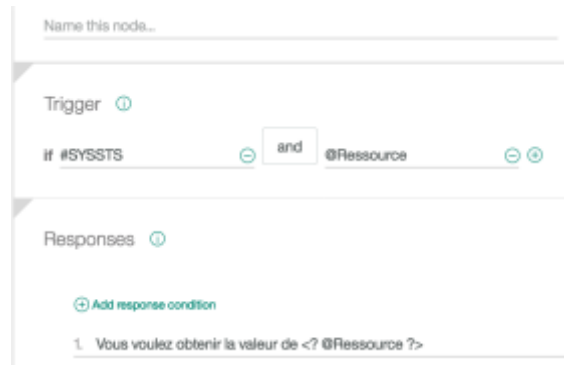 Name this node...
Trigger
if #SYSSTS and @Ressource
Responses
Add response condition
1. Vous voulez obtenir la valeur de <? @Ressource ?>